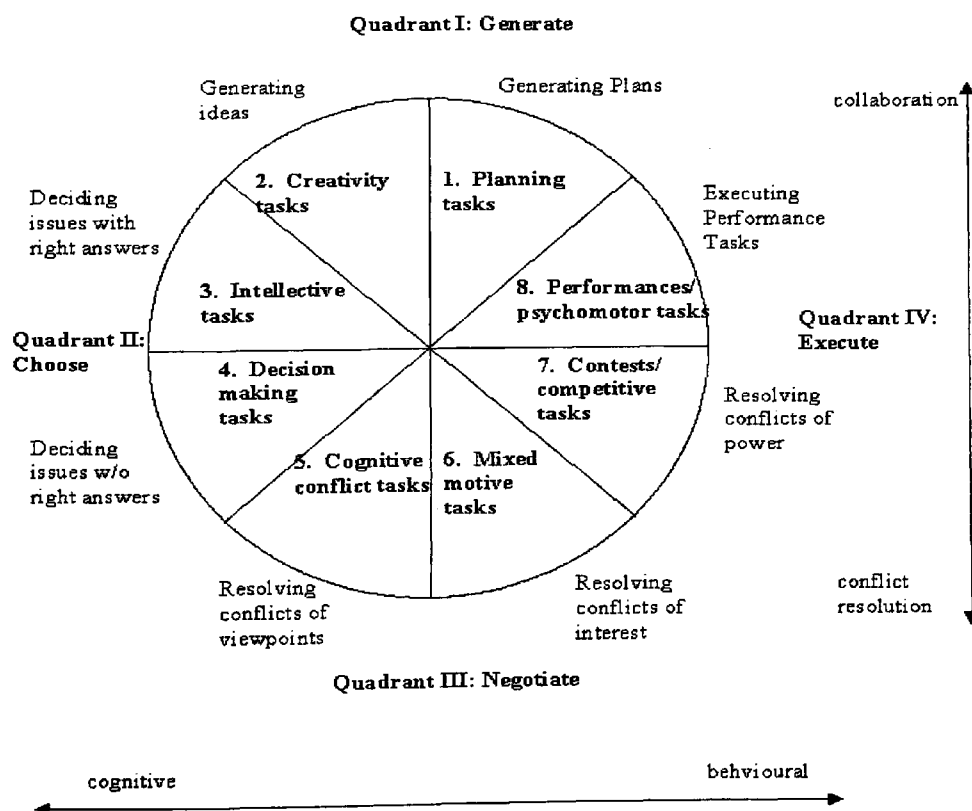 Quadrant I: Generate
Generating
ideas
Generating Plans
collaboration
2. Creativity
tasks
1. Planning
tasks
Deciding
issues with
right answers
Executing
Performance
Tasks
3. Intellective
tasks
8. Performances/
psychomotor tasks
Quadrant II:
Choose
Quadrant IV:
Execute
4. Decision
making
tasks
7. Contests/
competitive
tasks
Resolving
conflicts of
power
Deciding
issues w/o
right answers
5. Cognitive
conflict tasks
6. Mixed
motive
tasks
Resolving
conflicts of
viewpoints
Resolving
conflicts of
interest
conflict
resolution
Quadrant III: Negotiate
cognitive
behvioural